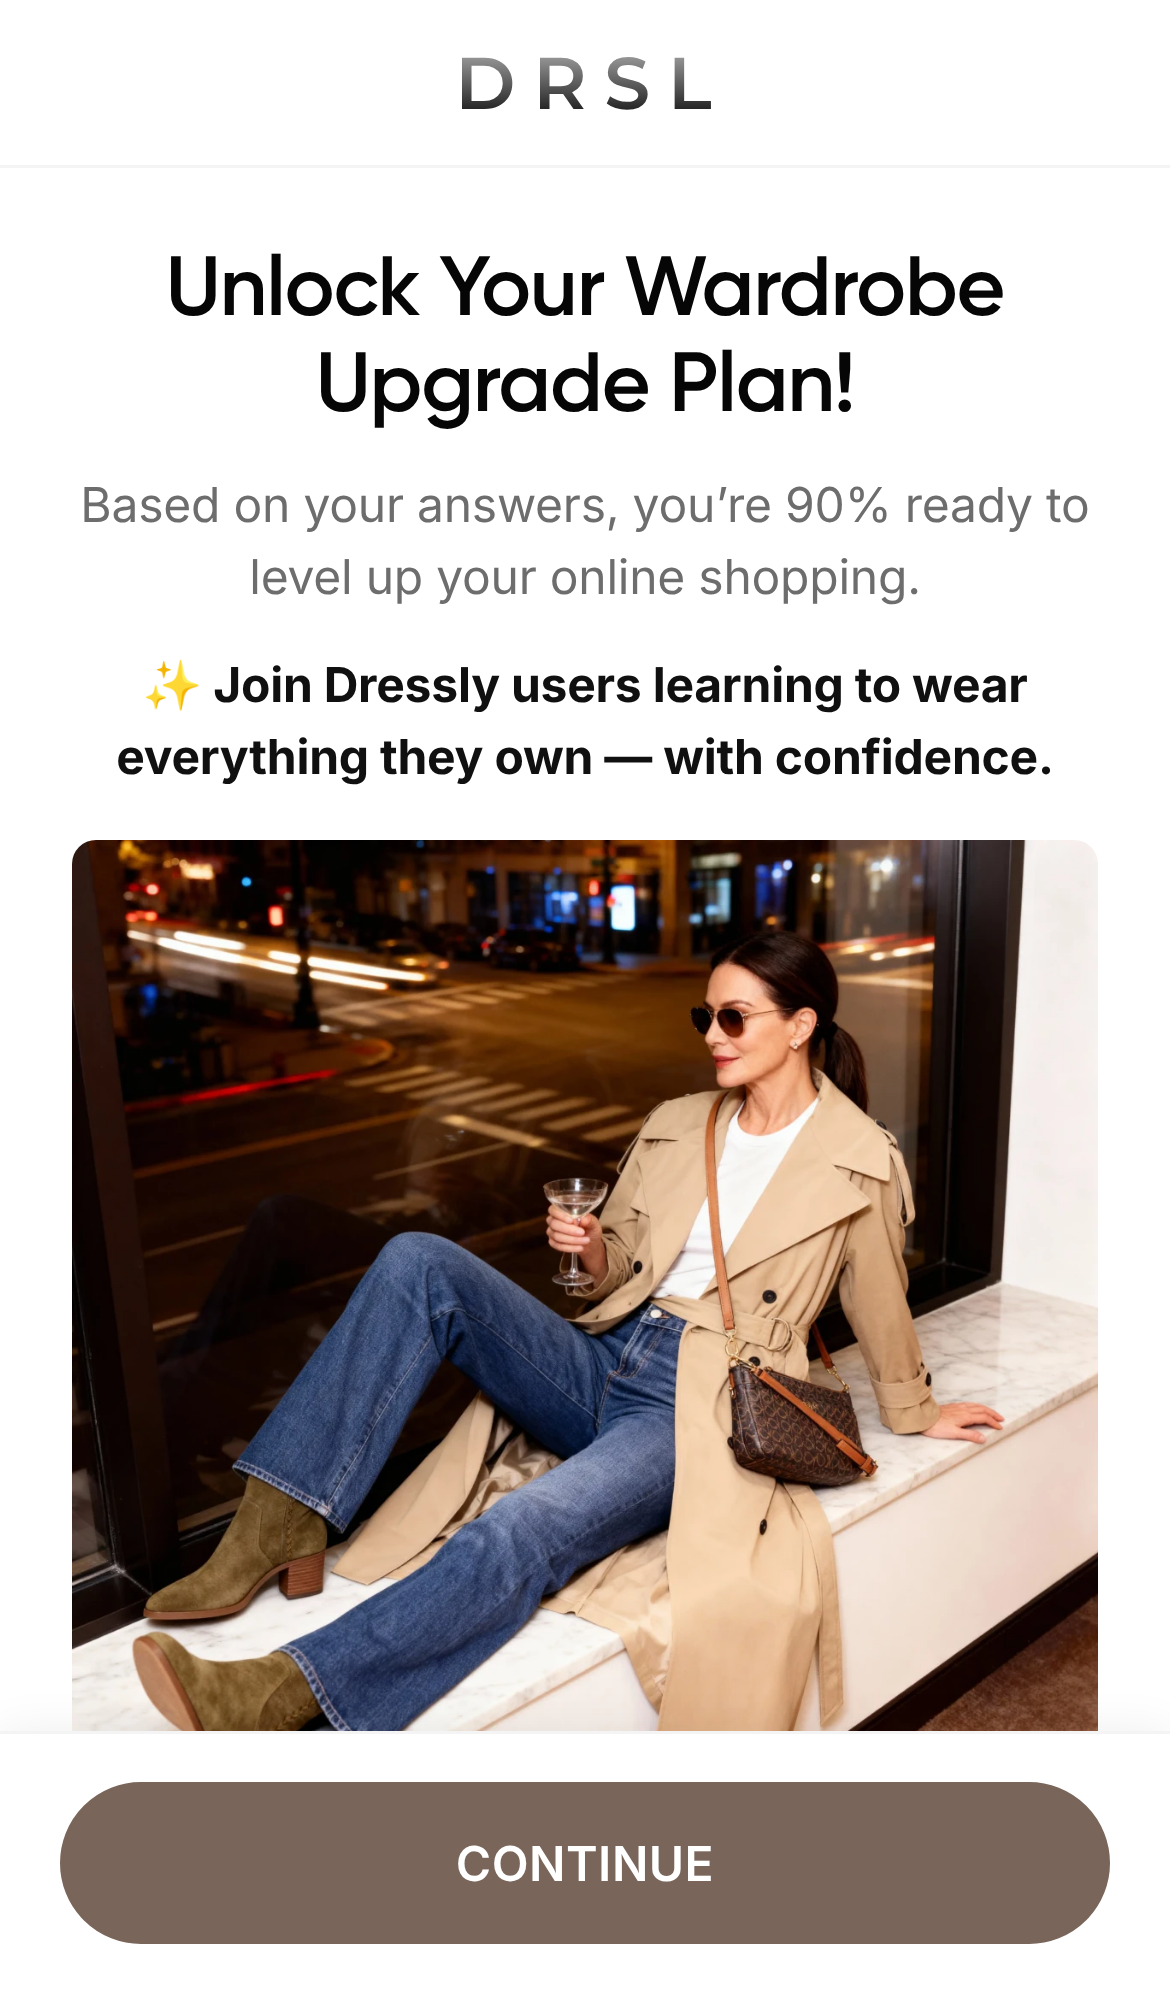 DRSL
Unlock Your Wardrobe
Upgrade Plan!
Based on your answers, you’re 90% ready to
level up your online shopping.
✨ Join Dressly users learning to wear
everything they own — with confidence.
CONTINUE